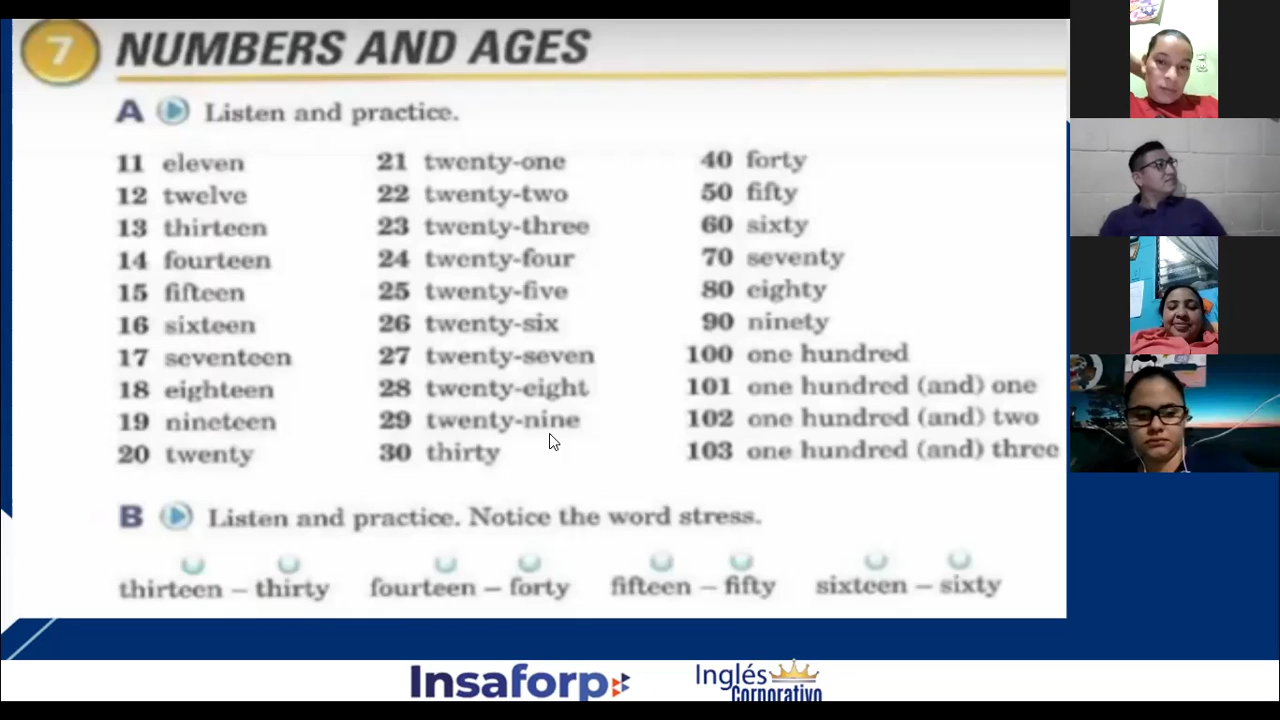 7 NUMBERS AND AGES
A Listen and practice.
11 eleven 21 twenty-one 40 forty
12 twelve 22 twenty-two 50 fifty
13 thirteen 23 twenty-three 60 sixty
14 fourteen 24 twenty-four 70 seventy
15 fifteen 25 twenty-five 80 eighty
16 sixteen 26 twenty-six 90 ninety
17 seventeen 27 twenty-seven 100 one hundred
18 eighteen 28 twenty-eight 101 one hundred (and) one
19 nineteen 29 twenty-nine 102 one hundred (and) two
20 twenty 30 thirty 103 one hundred (and) three
B Listen and practice. Notice the word stress.
thirteen – thirty fourteen – forty fifteen – fifty sixteen – sixty
Insaforp Inglés
Corporativo